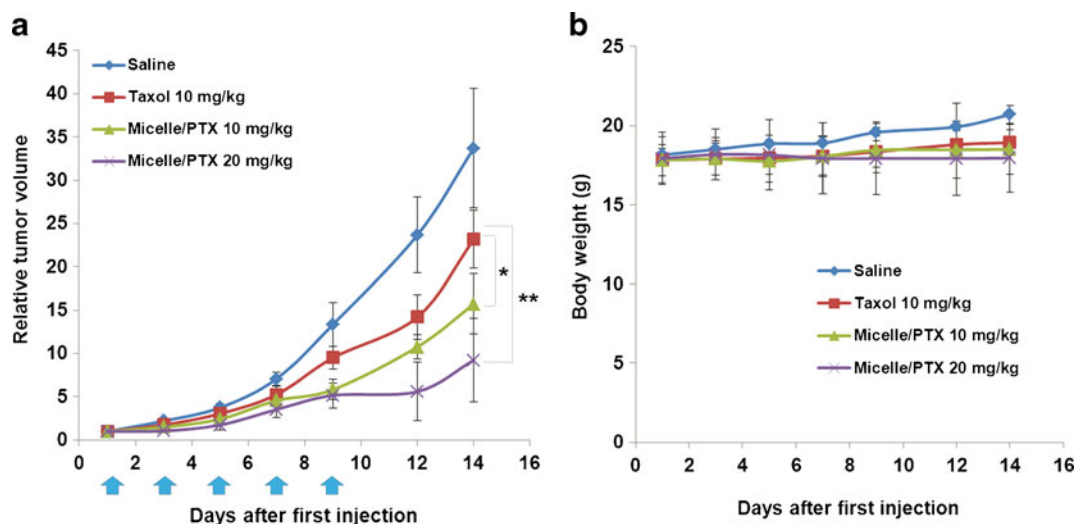 a
45
40
35
30
25
20
15
10
5
0
Relative tumor volume
Saline
Taxol 10 mg/kg
Micelle/PTX 10 mg/kg
Micelle/PTX 20 mg/kg
*
**
0 2 4 6 8 10 12 14 16
Days after first injection
b
25
20
15
10
5
0
Body weight (g)
Saline
Taxol 10 mg/kg
Micelle/PTX 10 mg/kg
Micelle/PTX 20 mg/kg
0 2 4 6 8 10 12 14 16
Days after first injection